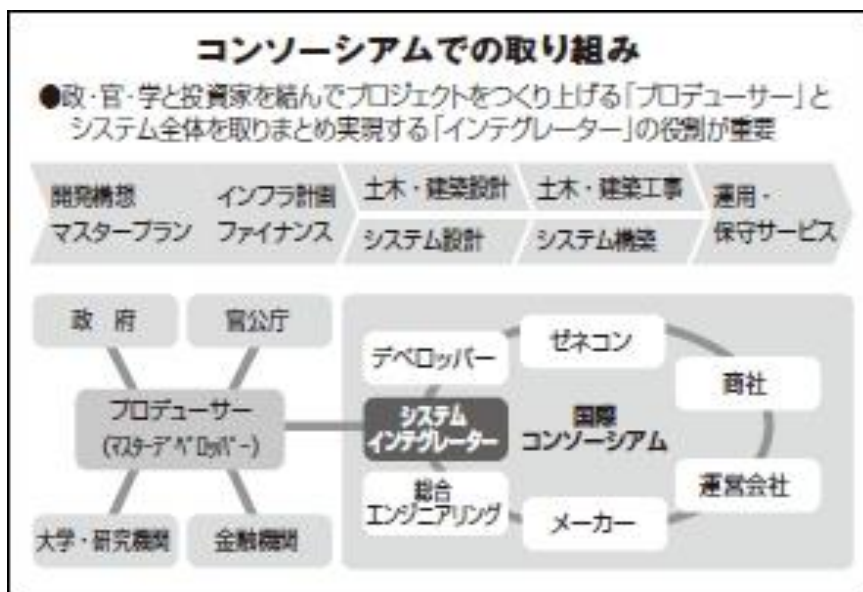 コンソーシアムでの取り組み
●政・官・学と投資家を結んでプロジェクトをつくり上げる「プロデューサー」と
システム全体を取りまとめ実現する「インテグレーター」の役割が重要
開発構想
マスタープラン
インフラ計画
ファイナンス
土木・建築設計
システム設計
土木・建築工事
システム構築
運用・
保守サービス
政 府
官公庁
プロデューサー
(ﾏｽﾀｰﾃﾞﾍﾞﾛｯﾊﾟｰ)
大学・研究機関
金融機関
デベロッパー
ゼネコン
商社
システム
インテグレーター
国際
コンソーシアム
総合
エンジニアリング
メーカー
運営会社